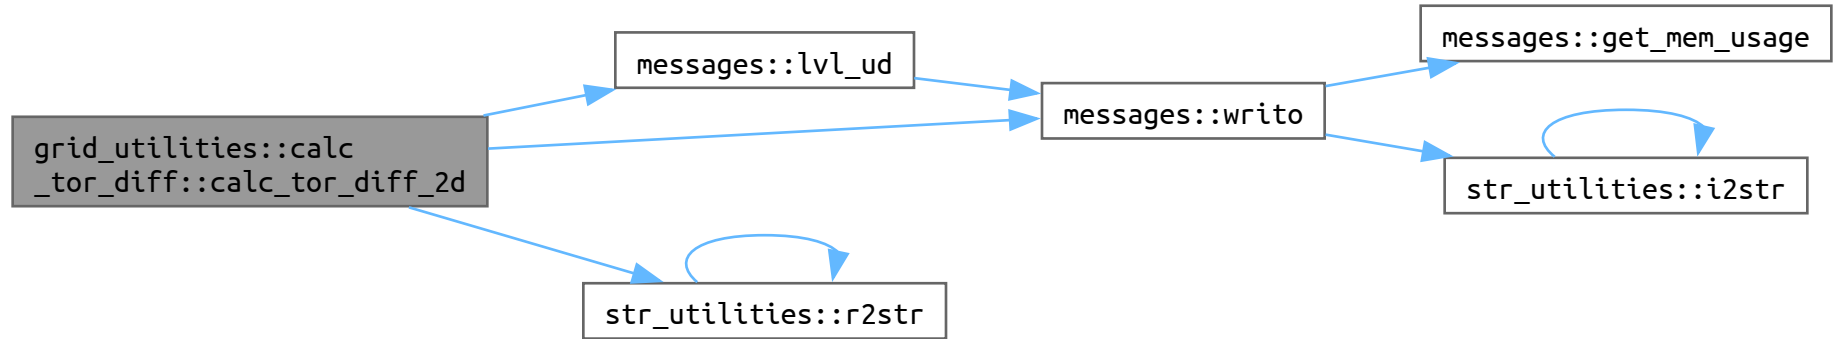 grid_utilities::calc
_tor_diff::calc_tor_diff_2d
messages::lvl_ud
messages::writo
messages::get_mem_usage
str_utilities::i2str
str_utilities::r2str